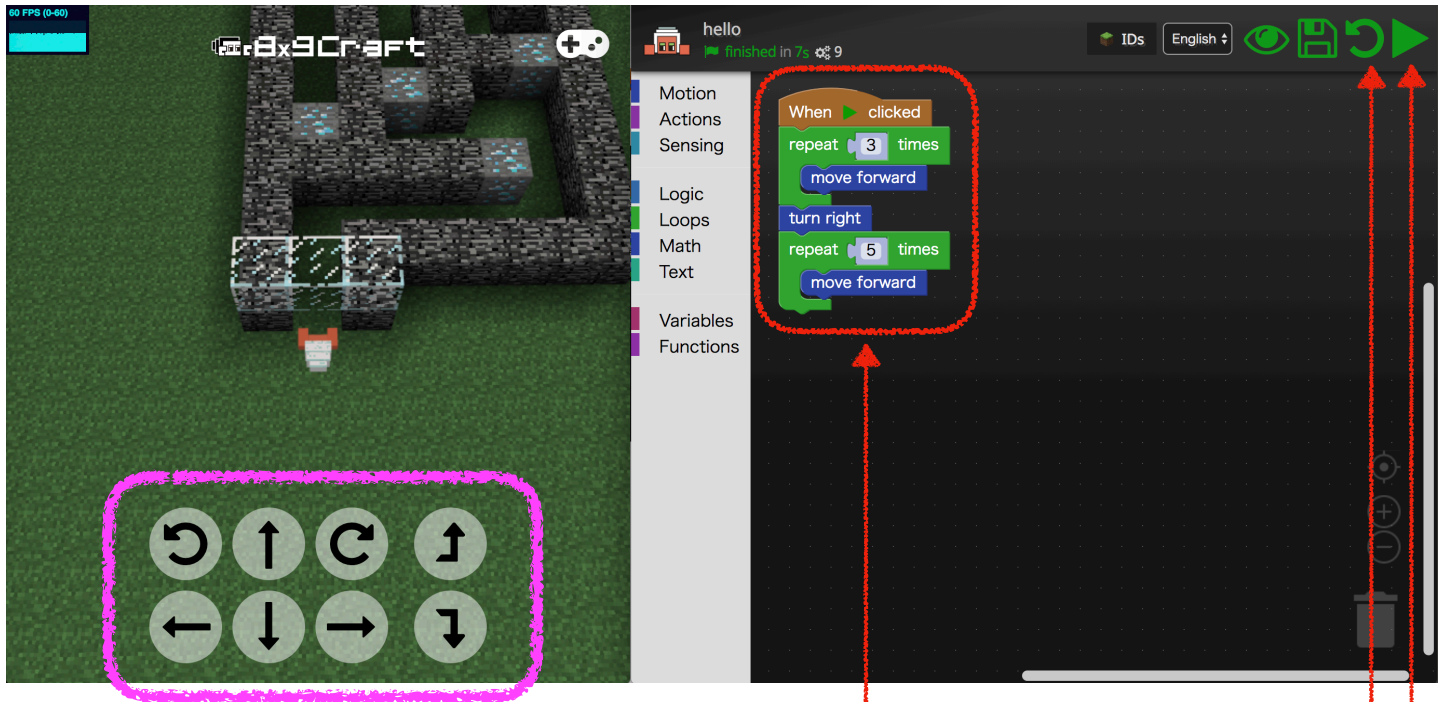 60 FPS (0-60)
8x9Craft
hello
finished in 7s 9
IDs
English
Motion
Actions
Sensing
Logic
Loops
Math
Text
Variables
Functions
When clicked
repeat 3 times
move forward
turn right
repeat 5 times
move forward